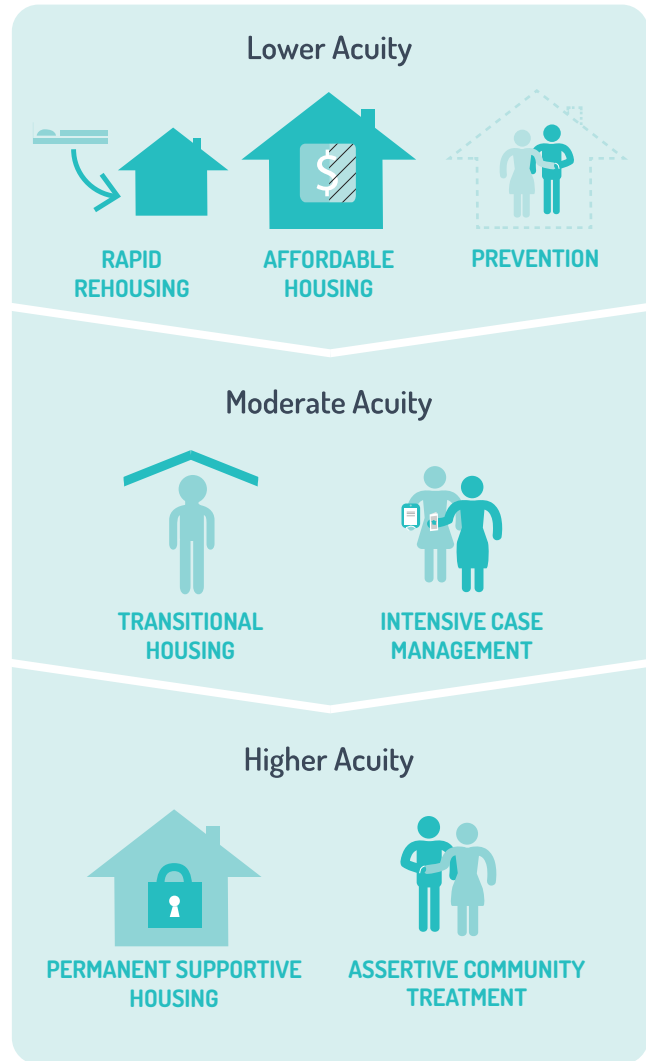 Lower Acuity
$
RAPID
REHOUSING
AFFORDABLE
HOUSING
PREVENTION
Moderate Acuity
TRANSITIONAL
HOUSING
INTENSIVE CASE
MANAGEMENT
Higher Acuity
PERMANENT SUPPORTIVE
HOUSING
ASSERTIVE COMMUNITY
TREATMENT